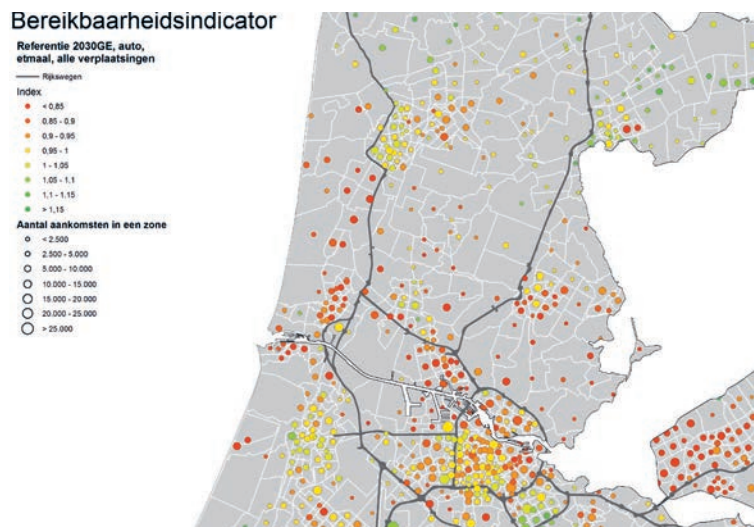 Bereikbaarheidsindicator
Referentie 2030GE, auto,
etmaal, alle verplaatsingen
Rijkswegen
Index
< 0,85
0.85 - 0.9
0.9 - 0.95
0,95 - 1
1 - 1,05
1.05 - 1,1
1,1 - 1,15
> 1,15
Aantal aankomsten in een zone
< 2.500
2.500 - 5.000
5.000 - 10.000
10.000 - 15.000
15.000 - 20.000
20.000 - 25.000
> 25.000